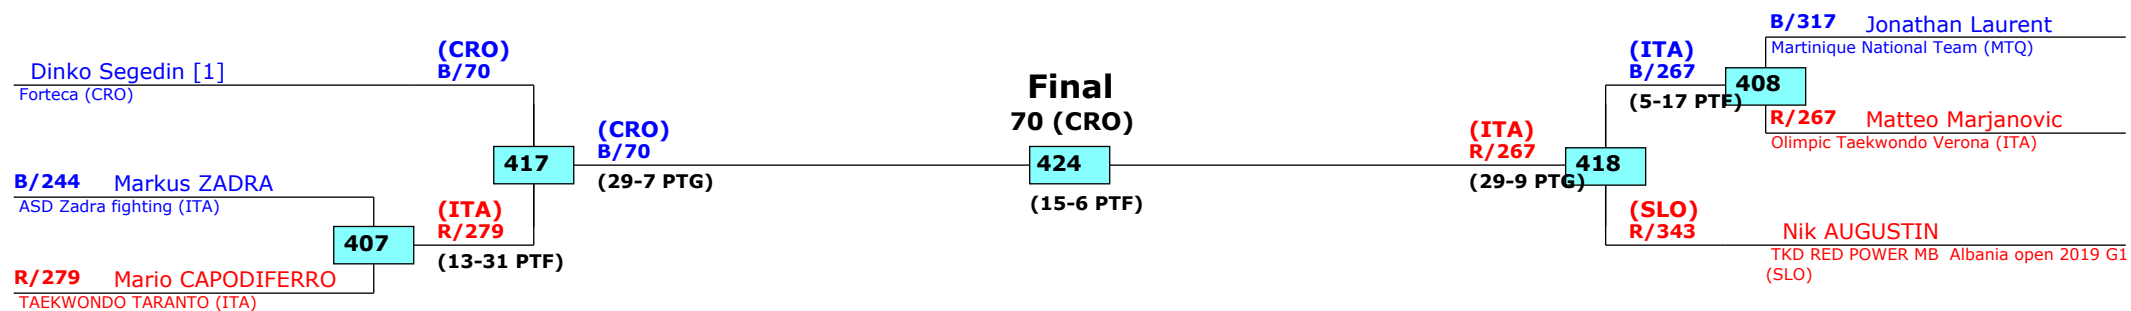 Dinko Segedin [1]
Forteca (CRO)
B/244 Markus ZADRA
ASD Zadra fighting (ITA)
R/279 Mario CAPODIFERRO
TAEKWONDO TARANTO (ITA)
407
(CRO)
B/70
(ITA)
R/279
(13-31 PTF)
417
(CRO)
B/70
(29-7 PTG)
Final
70 (CRO)
424
(15-6 PTF)
(ITA)
R/267
(29-9 PTG)
418
(ITA)
B/267
(5-17 PTF)
(SLO)
R/343
408
B/317 Jonathan Laurent
Martinique National Team (MTQ)
R/267 Matteo Marjanovic
Olimpic Taekwondo Verona (ITA)
Nik AUGUSTIN
TKD RED POWER MB Albania open 2019 G1
(SLO)